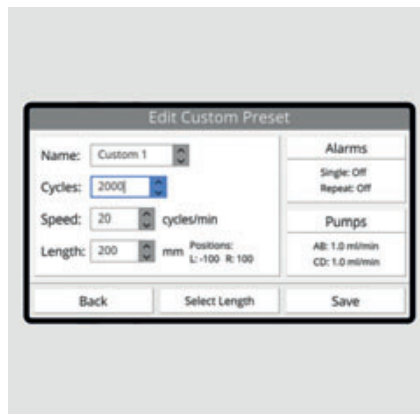 Edit Custom Preset
Name: Custom 1
Cycles: 2000
Speed: 20 cycles/min
Length: 200 mm Positions:
L: -100 R: 100
Alarms
Single: Off
Repeat: Off
Pumps
AB: 1.0 ml/min
CD: 1.0 ml/min
Back
Select Length
Save